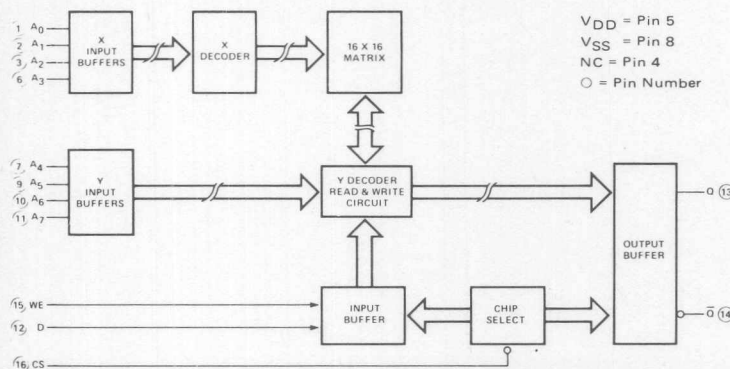 ① A0
② A1
③ A2
⑥ A3
X
INPUT
BUFFERS
X
DECODER
16 X 16
MATRIX
VDD = Pin 5
VSS = Pin 8
NC = Pin 4
○ = Pin Number
⑦ A4
⑨ A5
⑩ A6
⑪ A7
Y
INPUT
BUFFERS
Y DECODER
READ & WRITE
CIRCUIT
OUTPUT
BUFFER
Q ⑬
Q̅ ⑭
⑮ WE
⑫ D
⑯ CS
INPUT
BUFFER
CHIP
SELECT